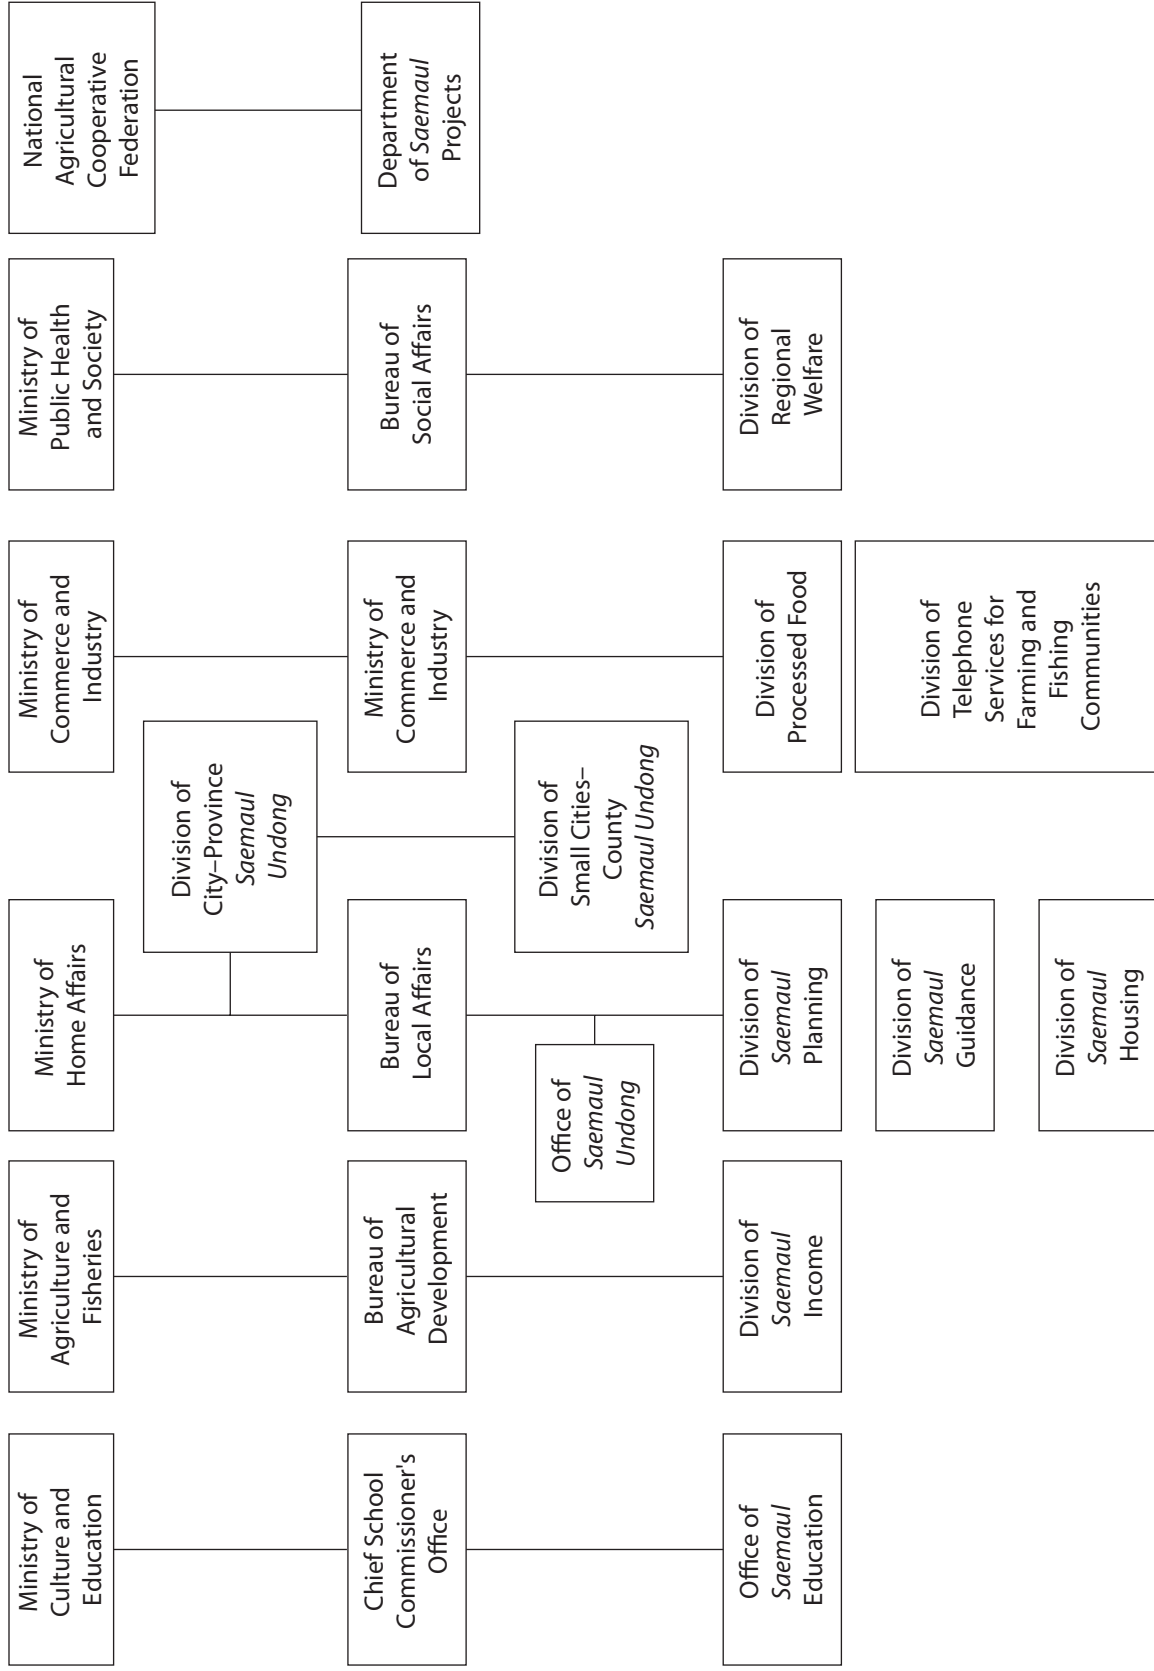 Ministry of
Culture and
Education
Ministry of
Agriculture and
Fisheries
Ministry of
Home Affairs
Ministry of
Commerce and
Industry
Ministry of
Public Health
and Society
National
Agricultural
Cooperative
Federation
Division of
City–Province
Saemaul
Undong
Chief School
Commissioner's
Office
Bureau of
Agricultural
Development
Bureau of
Local Affairs
Ministry of
Commerce and
Industry
Bureau of
Social Affairs
Department
of Saemaul
Projects
Office of
Saemaul
Undong
Division of
Small Cities–
County
Saemaul Undong
Office of
Saemaul
Education
Division of
Saemaul
Income
Division of
Saemaul
Planning
Division of
Processed Food
Division of
Regional
Welfare
Division of
Saemaul
Guidance
Division of
Telephone
Services for
Farming and
Fishing
Communities
Division of
Saemaul
Housing